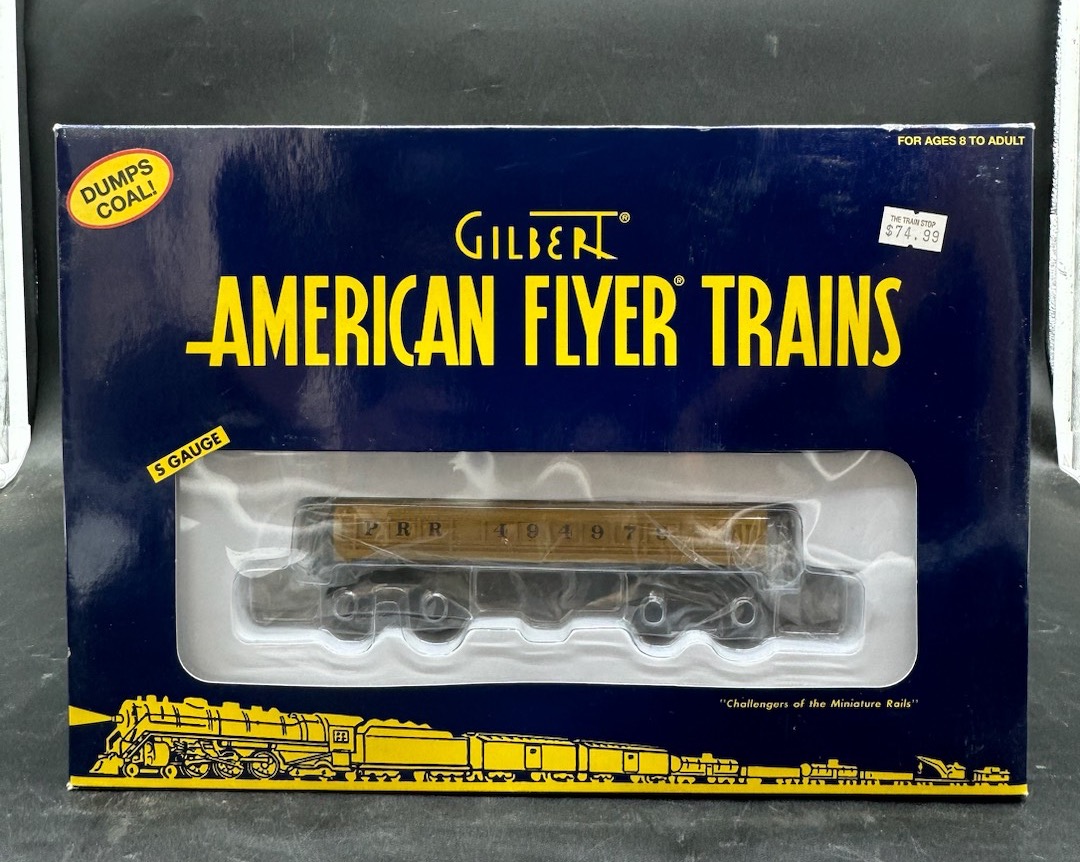 FOR AGES 8 TO ADULT
DUMPS
COAL!
GILBERT®
THE TRAIN STOP
$74.99
AMERICAN FLYER® TRAINS
S GAUGE
PRR 494979
"Challengers of the Miniature Rails"